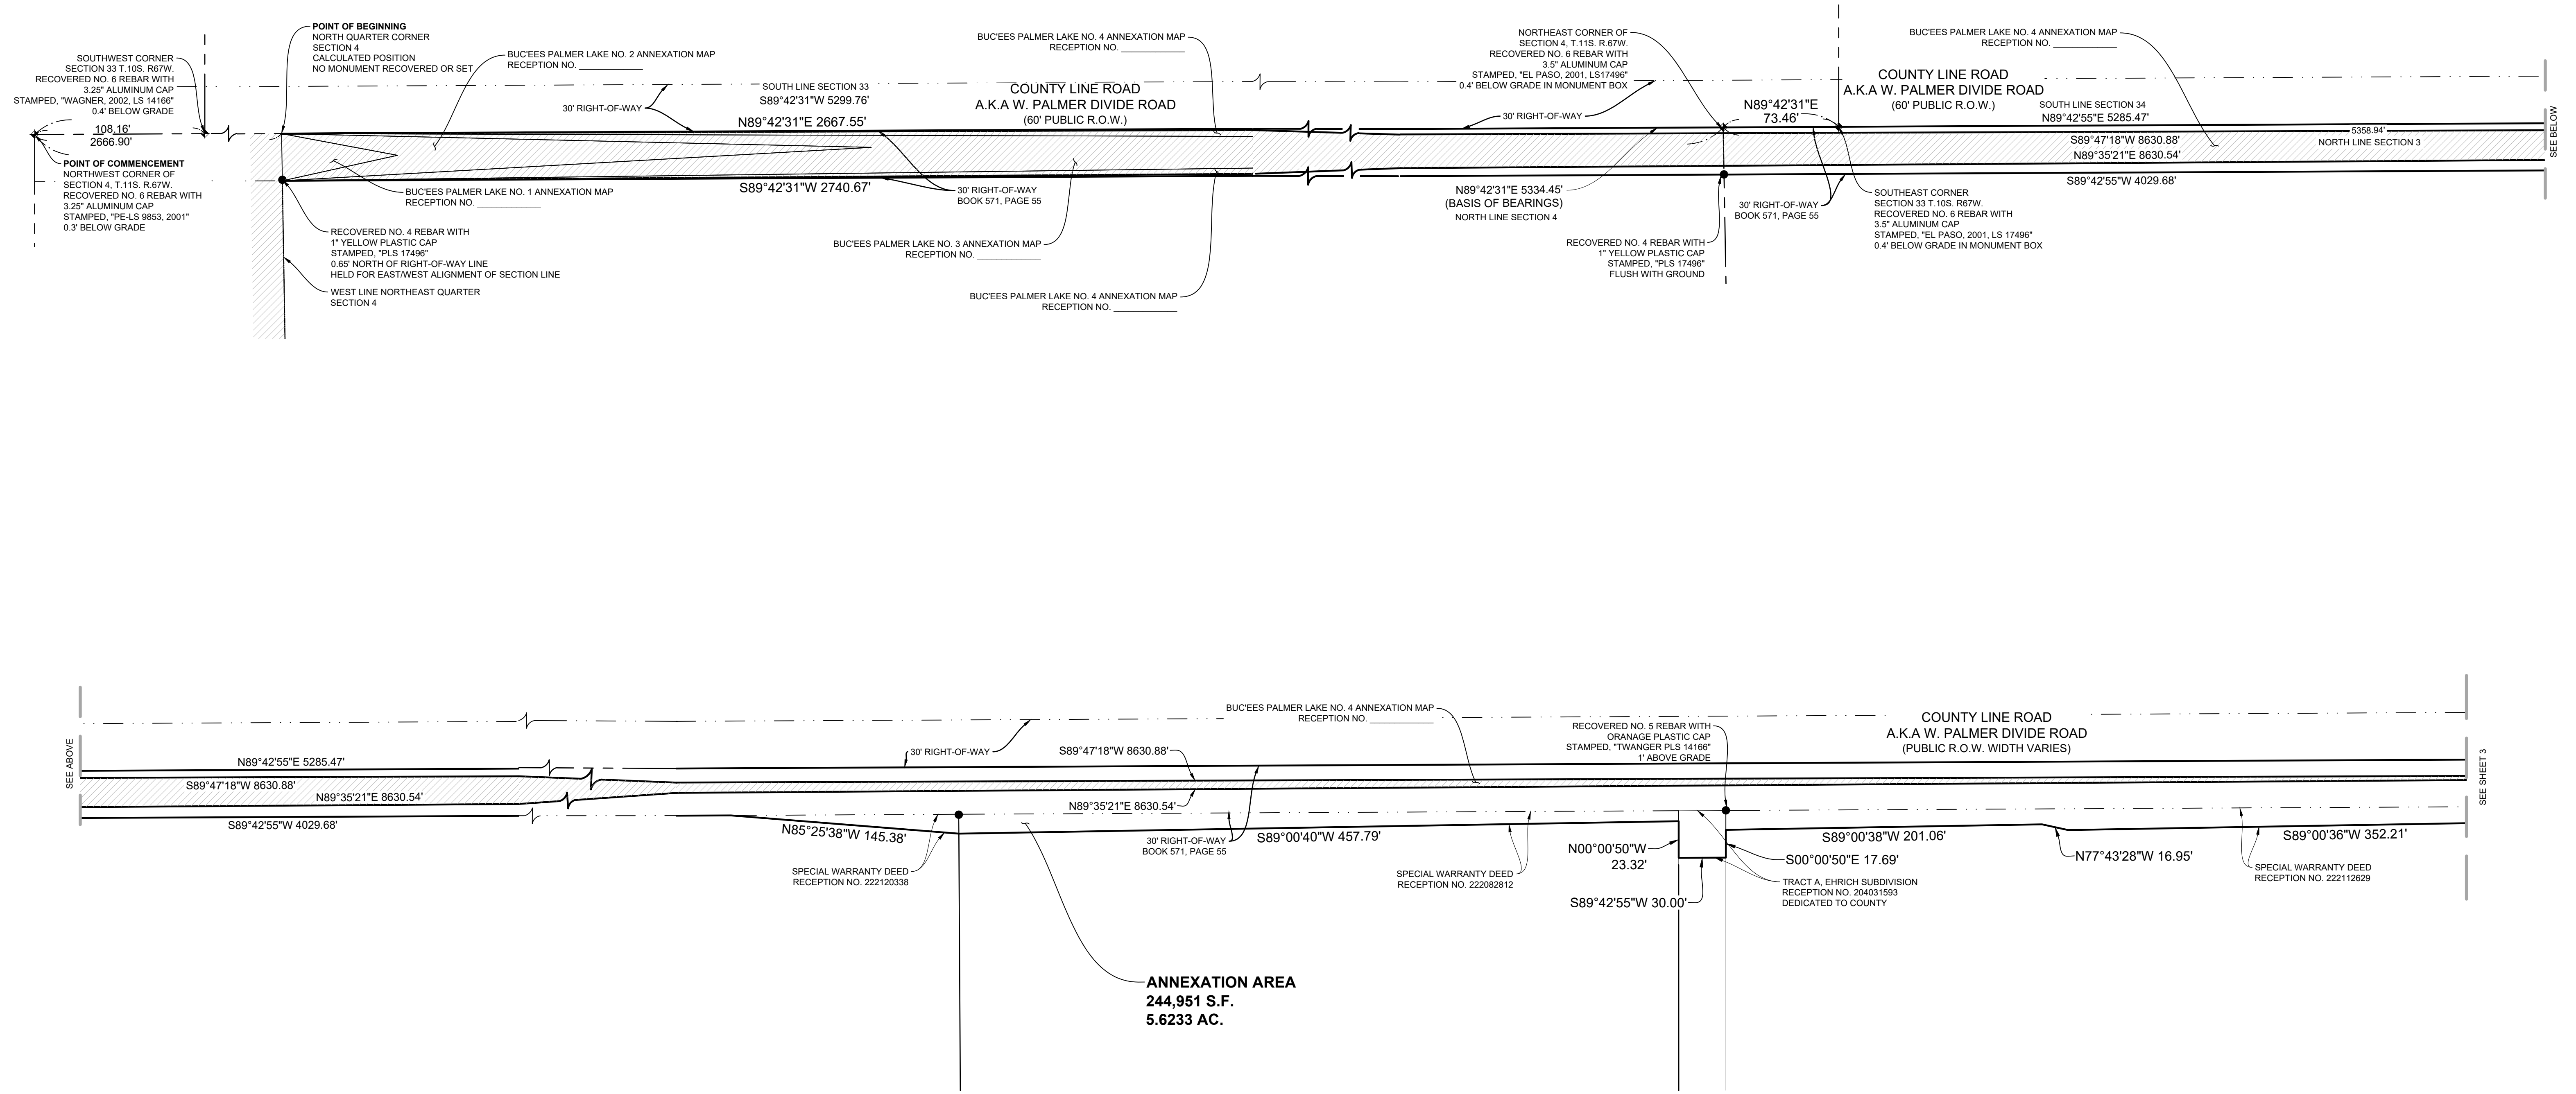 POINT OF BEGINNING
NORTH QUARTER CORNER
SECTION 4
CALCULATED POSITION
NO MONUMENT RECOVERED OR SET
SOUTHWEST CORNER
SECTION 33 T.10S. R67W.
RECOVERED NO. 6 REBAR WITH
3.25" ALUMINUM CAP
STAMPED, "WAGNER, 2002, LS 14166"
0.4' BELOW GRADE
108.16'
2666.90'
POINT OF COMMENCEMENT
NORTHWEST CORNER OF
SECTION 4, T.11S. R.67W.
RECOVERED NO. 6 REBAR WITH
3.25" ALUMINUM CAP
STAMPED, "PE-LS 9853, 2001"
0.3' BELOW GRADE
BUC'EES PALMER LAKE NO. 2 ANNEXATION MAP
RECEPTION NO. _____________
30' RIGHT-OF-WAY
SOUTH LINE SECTION 33
S89°42'31"W 5299.76'
N89°42'31"E 2667.55'
BUC'EES PALMER LAKE NO. 4 ANNEXATION MAP
RECEPTION NO. _____________
COUNTY LINE ROAD
A.K.A W. PALMER DIVIDE ROAD
(60' PUBLIC R.O.W.)
BUC'EES PALMER LAKE NO. 1 ANNEXATION MAP
RECEPTION NO. _____________
S89°42'31"W 2740.67'
30' RIGHT-OF-WAY
BOOK 571, PAGE 55
RECOVERED NO. 4 REBAR WITH
1" YELLOW PLASTIC CAP
STAMPED, "PLS 17496"
0.65' NORTH OF RIGHT-OF-WAY LINE
HELD FOR EAST/WEST ALIGNMENT OF SECTION LINE
WEST LINE NORTHEAST QUARTER
SECTION 4
BUC'EES PALMER LAKE NO. 3 ANNEXATION MAP
RECEPTION NO. _____________
BUC'EES PALMER LAKE NO. 4 ANNEXATION MAP
RECEPTION NO. _____________
NORTHEAST CORNER OF
SECTION 4, T.11S. R.67W.
RECOVERED NO. 6 REBAR WITH
3.5" ALUMINUM CAP
STAMPED, "EL PASO, 2001, LS17496"
0.4' BELOW GRADE IN MONUMENT BOX
30' RIGHT-OF-WAY
N89°42'31"E
73.46'
N89°42'31"E 5334.45'
(BASIS OF BEARINGS)
NORTH LINE SECTION 4
RECOVERED NO. 4 REBAR WITH
1" YELLOW PLASTIC CAP
STAMPED, "PLS 17496"
FLUSH WITH GROUND
30' RIGHT-OF-WAY
BOOK 571, PAGE 55
BUC'EES PALMER LAKE NO. 4 ANNEXATION MAP
RECEPTION NO. _____________
COUNTY LINE ROAD
A.K.A W. PALMER DIVIDE ROAD
(60' PUBLIC R.O.W.)
SOUTH LINE SECTION 34
N89°42'55"E 5285.47'
5358.94'
S89°47'18"W 8630.88'
NORTH LINE SECTION 3
N89°35'21"E 8630.54'
S89°42'55"W 4029.68'
SOUTHEAST CORNER
SECTION 33 T.10S. R67W.
RECOVERED NO. 6 REBAR WITH
3.5" ALUMINUM CAP
STAMPED, "EL PASO, 2001, LS 17496"
0.4' BELOW GRADE IN MONUMENT BOX
SEE BELOW
SEE ABOVE
N89°42'55"E 5285.47'
S89°47'18"W 8630.88'
N89°35'21"E 8630.54'
S89°42'55"W 4029.68'
30' RIGHT-OF-WAY
BUC'EES PALMER LAKE NO. 4 ANNEXATION MAP
RECEPTION NO. _____________
S89°47'18"W 8630.88'
N89°35'21"E 8630.54'
N85°25'38"W 145.38'
SPECIAL WARRANTY DEED
RECEPTION NO. 222120338
30' RIGHT-OF-WAY
BOOK 571, PAGE 55
S89°00'40"W 457.79'
SPECIAL WARRANTY DEED
RECEPTION NO. 222082812
RECOVERED NO. 5 REBAR WITH
ORANAGE PLASTIC CAP
STAMPED, "TWANGER PLS 14166"
1' ABOVE GRADE
COUNTY LINE ROAD
A.K.A W. PALMER DIVIDE ROAD
(PUBLIC R.O.W. WIDTH VARIES)
N00°00'50"W
23.32'
S89°42'55"W 30.00'
S00°00'50"E 17.69'
TRACT A, EHRICH SUBDIVISION
RECEPTION NO. 204031593
DEDICATED TO COUNTY
S89°00'38"W 201.06'
N77°43'28"W 16.95'
S89°00'36"W 352.21'
SPECIAL WARRANTY DEED
RECEPTION NO. 222112629
SEE SHEET 3
ANNEXATION AREA
244,951 S.F.
5.6233 AC.